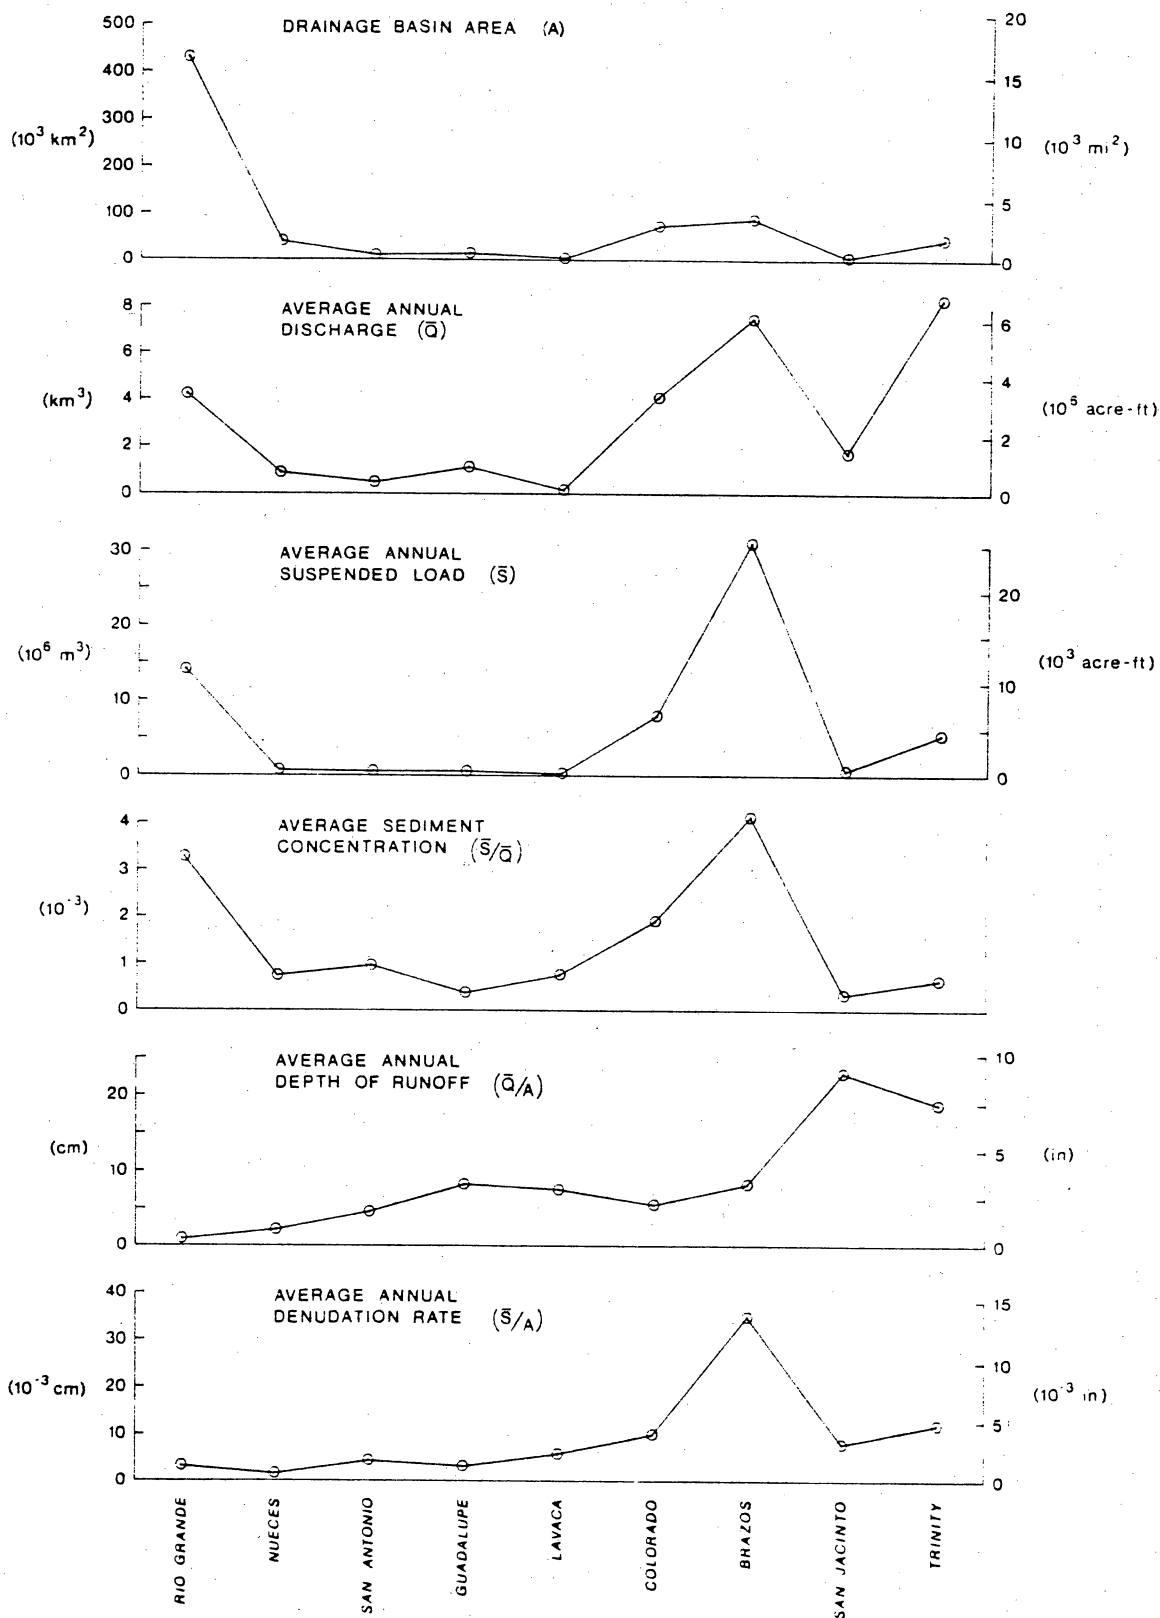 DRAINAGE BASIN AREA (A)
500
400
300
200
100
0
(10³ km²)
20
15
10
5
0
(10³ mi²)
AVERAGE ANNUAL
DISCHARGE (Q̄)
8
6
4
2
0
(km³)
6
4
2
0
(10⁶ acre-ft)
AVERAGE ANNUAL
SUSPENDED LOAD (S̄)
30
20
10
0
(10⁶ m³)
20
10
0
(10³ acre-ft)
AVERAGE SEDIMENT
CONCENTRATION (S̄/Q̄)
4
3
2
1
0
(10⁻³)
AVERAGE ANNUAL
DEPTH OF RUNOFF (Q̄/A)
20
10
0
(cm)
10
5
0
(in)
AVERAGE ANNUAL
DENUDATION RATE (S̄/A)
40
30
20
10
0
(10⁻³ cm)
15
10
5
0
(10⁻³ in)
RIO GRANDE
NUECES
SAN ANTONIO
GUADALUPE
LAVACA
COLORADO
BRAZOS
SAN JACINTO
TRINITY